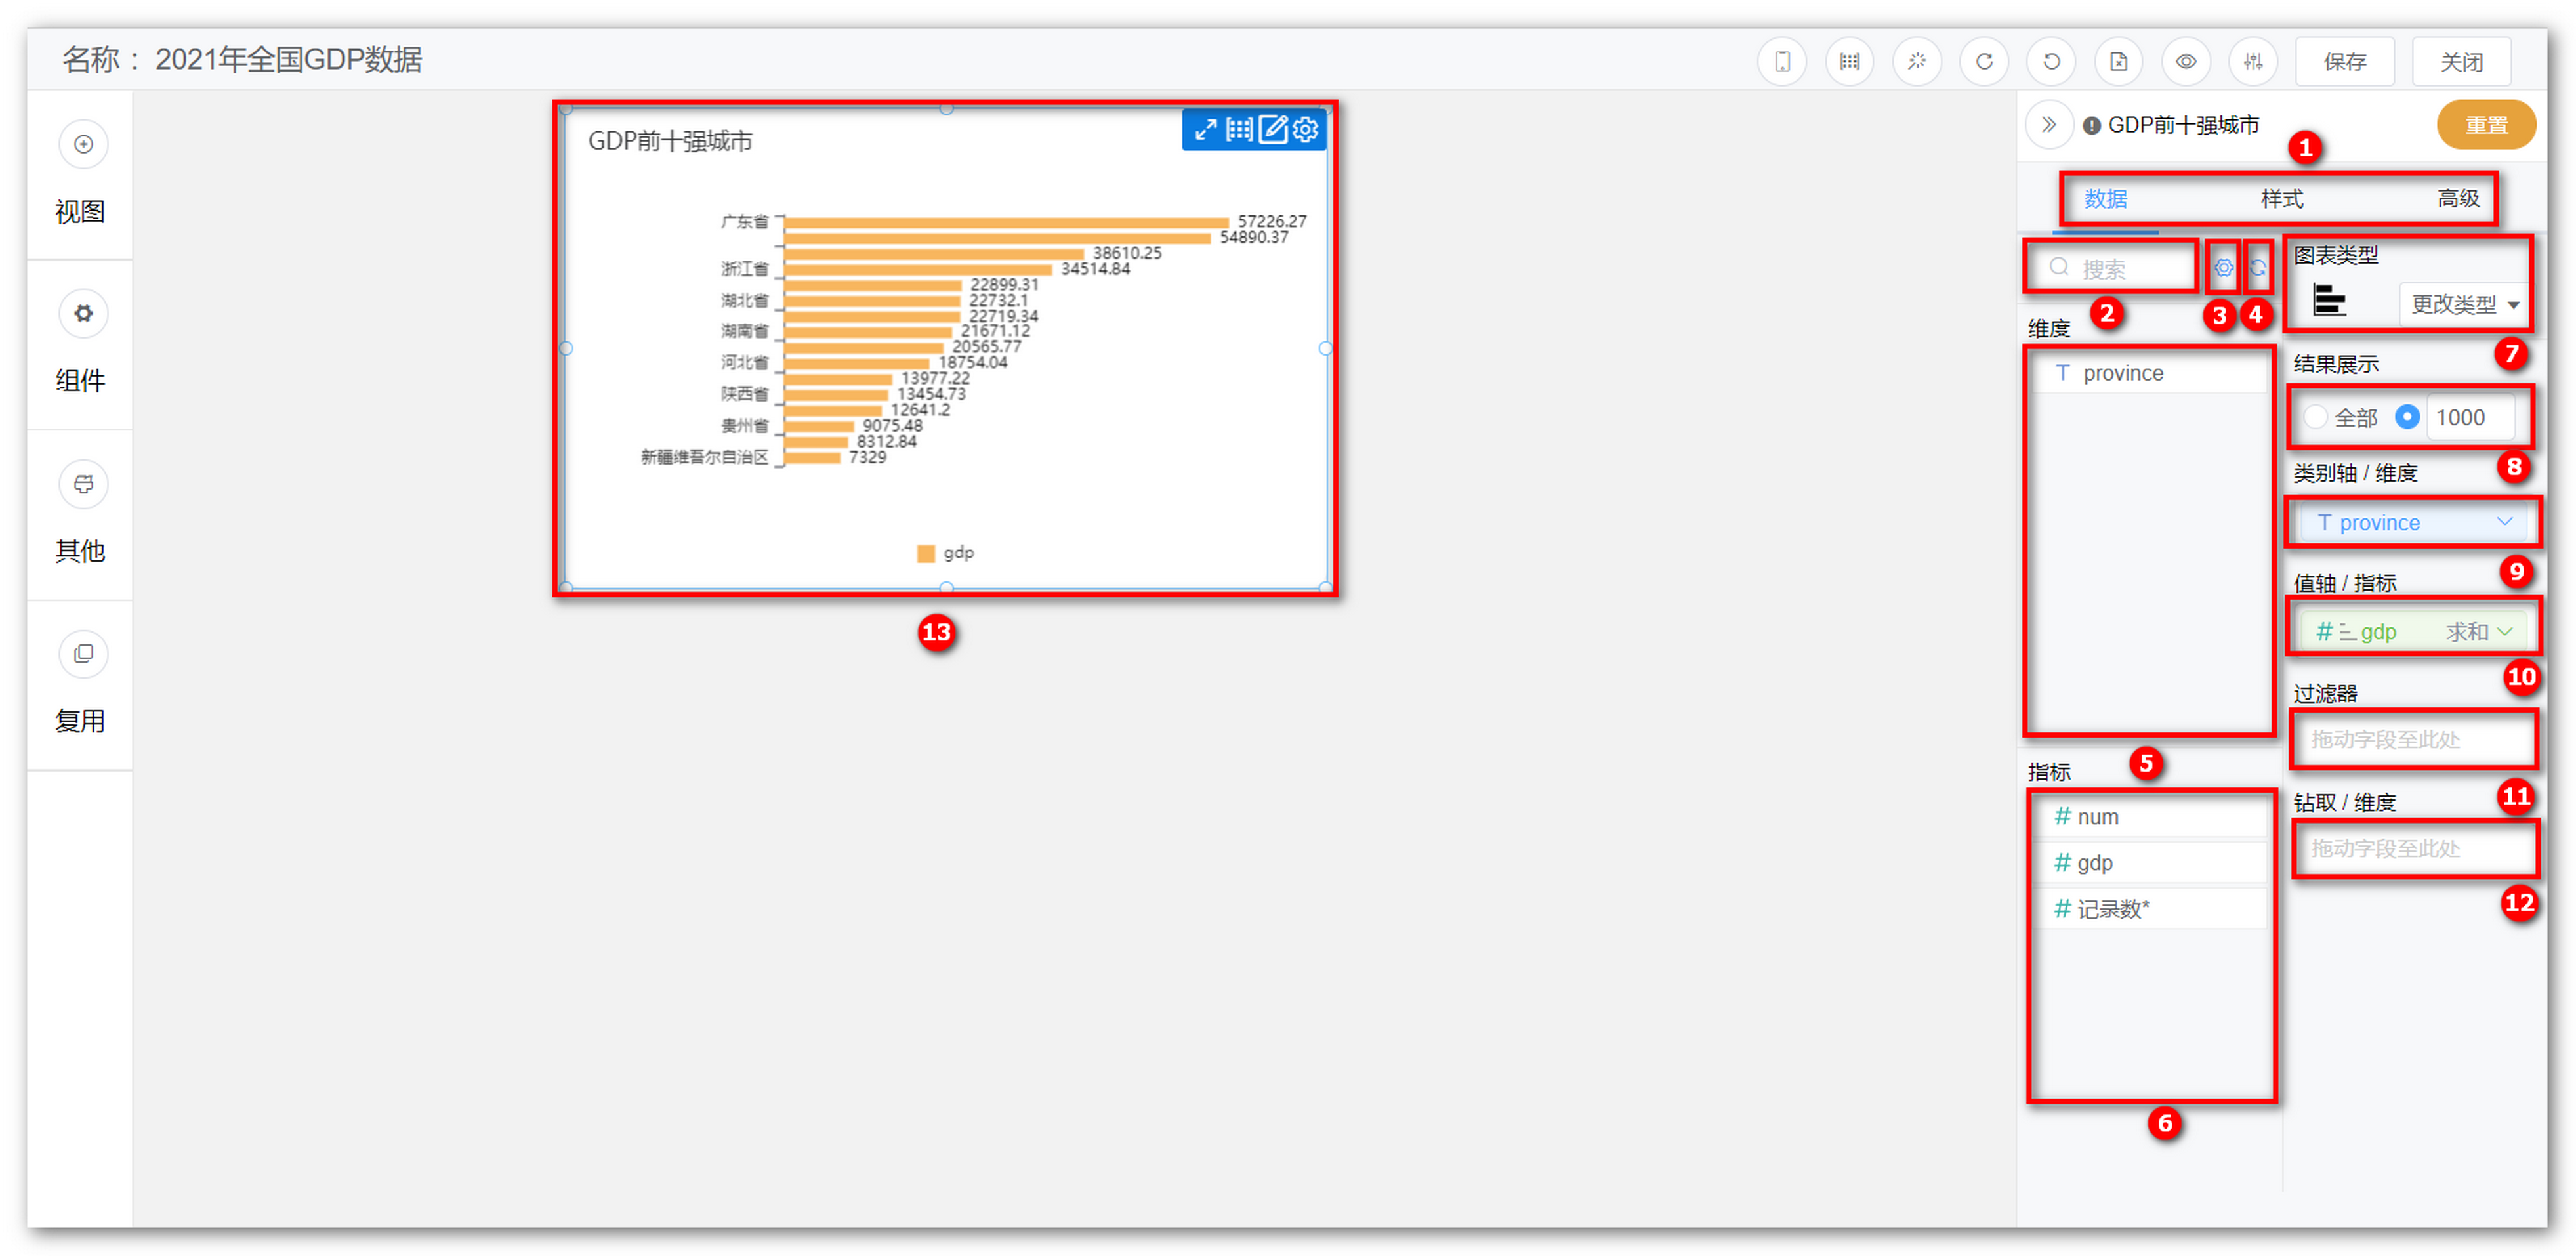 名称： 2021年全国GDP数据
保存
关闭
视图
组件
其他
复用
GDP前十强城市
广东省
57226.27
54890.37
38610.25
浙江省
34514.84
22899.31
湖北省
22732.1
22719.34
湖南省
21671.12
20565.77
河北省
18754.04
13977.22
陕西省
13454.73
12641.2
贵州省
9075.48
8312.84
新疆维吾尔自治区
7329
gdp
13
GDP前十强城市
重置
1
数据
样式
高级
搜索
2
3
4
维度
T province
5
指标
# num
# gdp
# 记录数*
6
图表类型
更改类型
7
结果展示
全部
1000
8
类别轴 / 维度
T province
9
值轴 / 指标
# gdp 求和
10
过滤器
拖动字段至此处
11
钻取 / 维度
拖动字段至此处
12